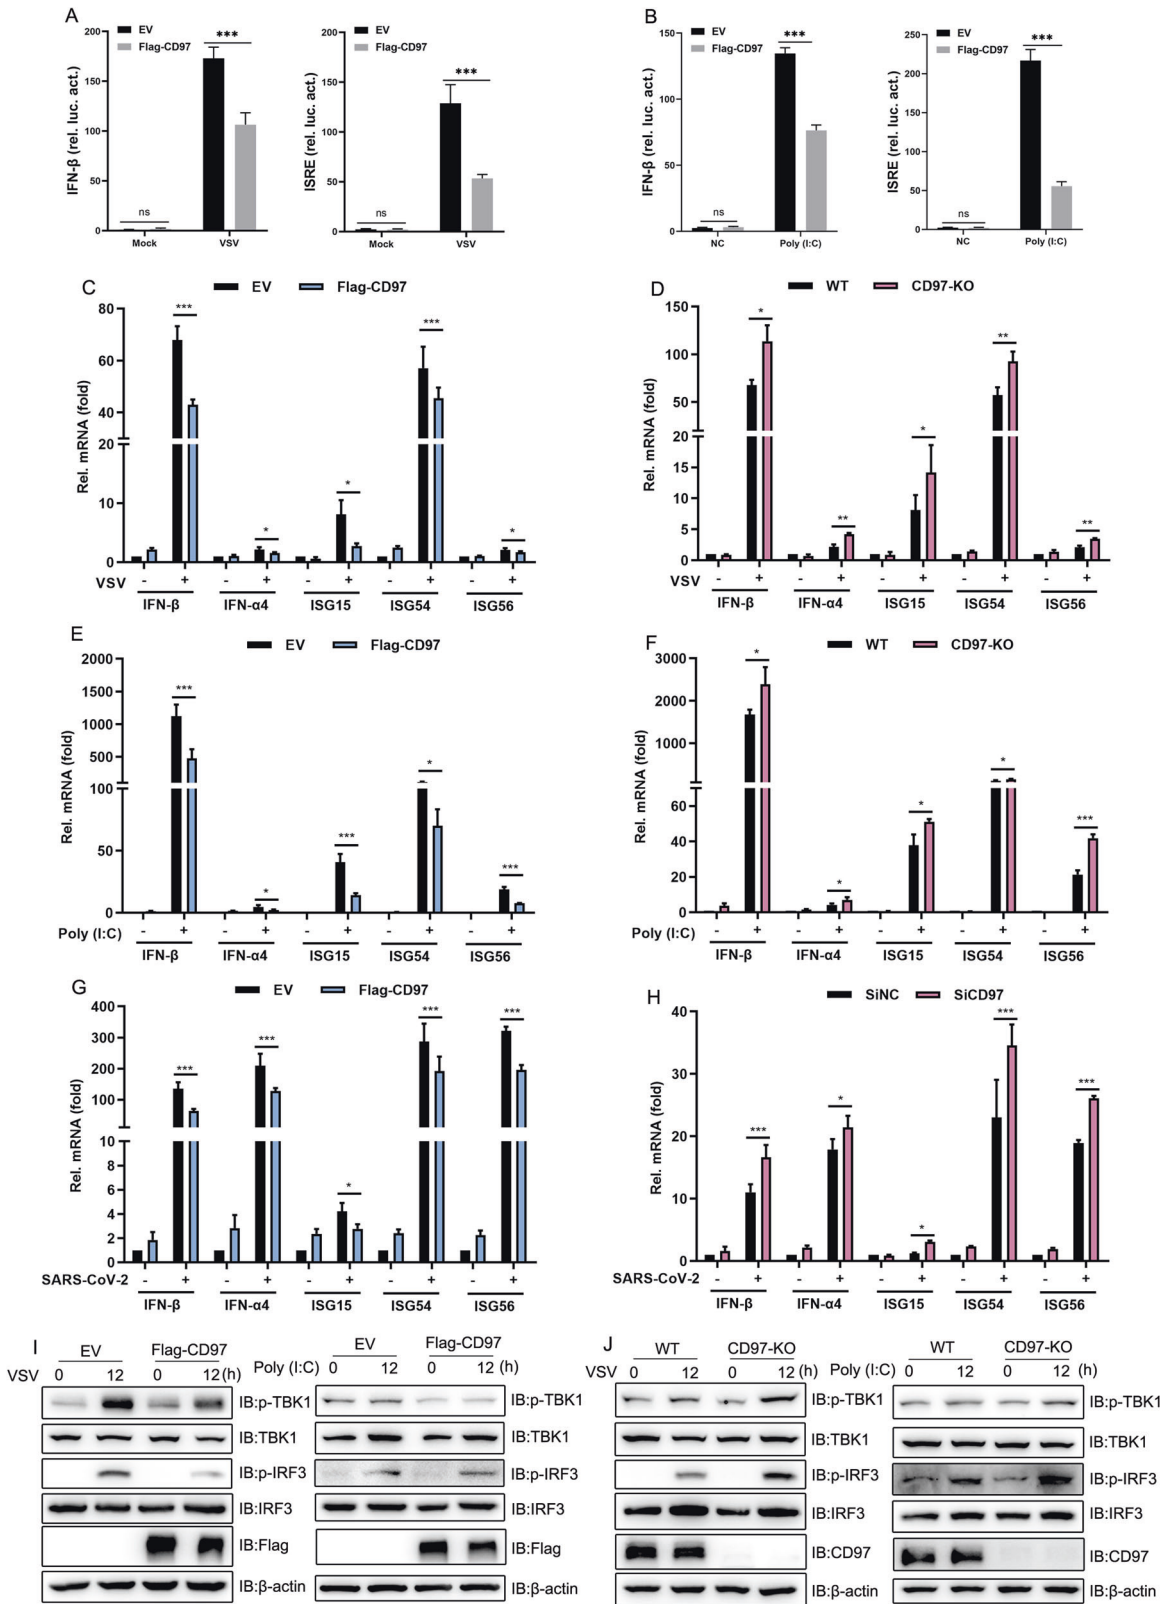 A
EV
Flag-CD97
IFN-β (rel. luc. act.)
200
150
100
50
0
***
ns
Mock
VSV
ISRE (rel. luc. act.)
200
150
100
50
0
***
ns
Mock
VSV
B
EV
Flag-CD97
IFN-β (rel. luc. act.)
150
100
50
0
***
ns
NC
Poly (I:C)
EV
Flag-CD97
ISRE (rel. luc. act.)
250
200
150
100
50
0
***
ns
NC
Poly (I:C)
C
EV
Flag-CD97
Rel. mRNA (fold)
80
60
40
20
10
0
***
*
*
***
*
VSV
- + - + - + - + - +
IFN-β IFN-α4 ISG15 ISG54 ISG56
D
WT
CD97-KO
Rel. mRNA (fold)
150
100
50
20
15
10
5
0
*
**
*
**
**
VSV
- + - + - + - + - +
IFN-β IFN-α4 ISG15 ISG54 ISG56
E
EV
Flag-CD97
Rel. mRNA (fold)
2000
1500
1000
500
100
50
0
***
*
***
*
***
Poly (I:C)
- + - + - + - + - +
IFN-β IFN-α4 ISG15 ISG54 ISG56
F
WT
CD97-KO
Rel. mRNA (fold)
3000
2000
1000
60
40
20
0
*
*
*
*
***
Poly (I:C)
- + - + - + - + - +
IFN-β IFN-α4 ISG15 ISG54 ISG56
G
EV
Flag-CD97
Rel. mRNA (fold)
400
300
200
100
10
8
6
4
2
0
***
***
*
***
***
SARS-CoV-2
- + - + - + - + - +
IFN-β IFN-α4 ISG15 ISG54 ISG56
H
SiNC
SiCD97
Rel. mRNA (fold)
40
30
20
10
0
***
*
*
***
***
SARS-CoV-2
- + - + - + - + - +
IFN-β IFN-α4 ISG15 ISG54 ISG56
I
EV Flag-CD97
VSV 0 12 0 12 (h)
IB:p-TBK1
IB:TBK1
IB:p-IRF3
IB:IRF3
IB:Flag
IB:β-actin
EV Flag-CD97
Poly (I:C) 0 12 0 12 (h)
IB:p-TBK1
IB:TBK1
IB:p-IRF3
IB:IRF3
IB:Flag
IB:β-actin
J
WT CD97-KO
VSV 0 12 0 12 (h)
IB:p-TBK1
IB:TBK1
IB:p-IRF3
IB:IRF3
IB:CD97
IB:β-actin
WT CD97-KO
Poly (I:C) 0 12 0 12 (h)
IB:p-TBK1
IB:TBK1
IB:p-IRF3
IB:IRF3
IB:CD97
IB:β-actin